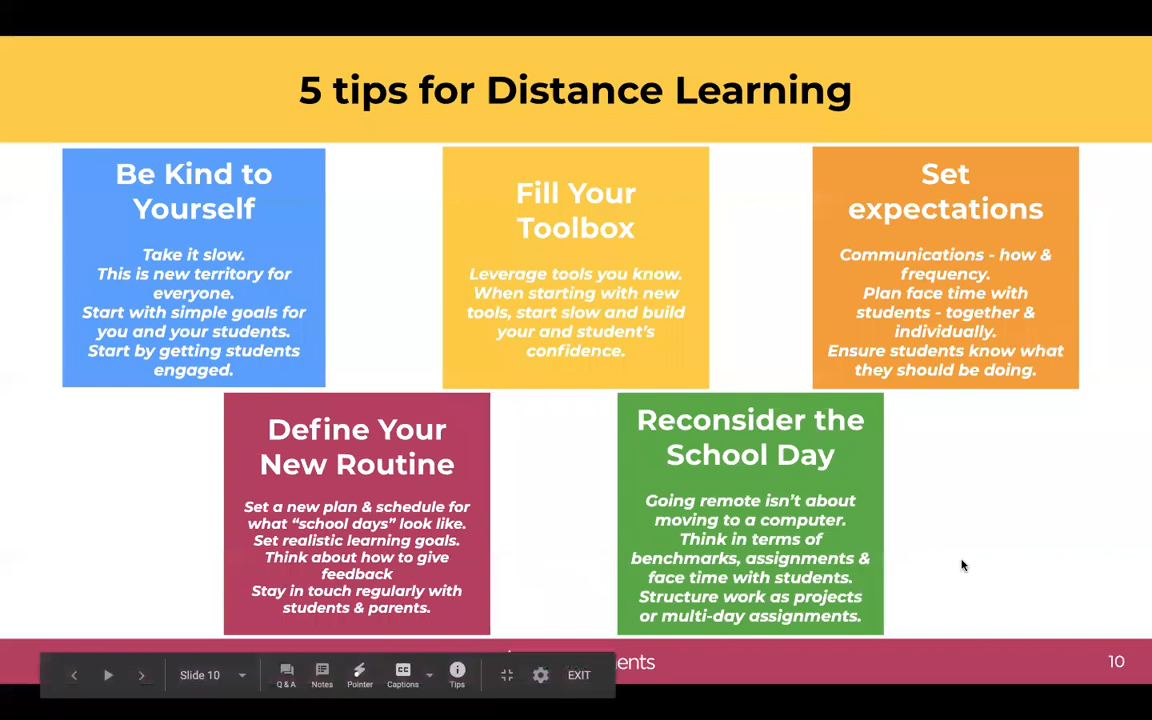 5 tips for Distance Learning
Be Kind to
Yourself
Take it slow.
This is new territory for
everyone.
Start with simple goals for
you and your students.
Start by getting students
engaged.
Fill Your
Toolbox
Leverage tools you know.
When starting with new
tools, start slow and build
your and student's
confidence.
Set
expectations
Communications - how &
frequency.
Plan face time with
students - together &
individually.
Ensure students know what
they should be doing.
Define Your
New Routine
Set a new plan & schedule for
what “school days” look like.
Set realistic learning goals.
Think about how to give
feedback
Stay in touch regularly with
students & parents.
Reconsider the
School Day
Going remote isn't about
moving to a computer.
Think in terms of
benchmarks, assignments &
face time with students.
Structure work as projects
or multi-day assignments.
10
Slide 10
Q & A
Notes
Pointer
Captions
Tips
EXIT